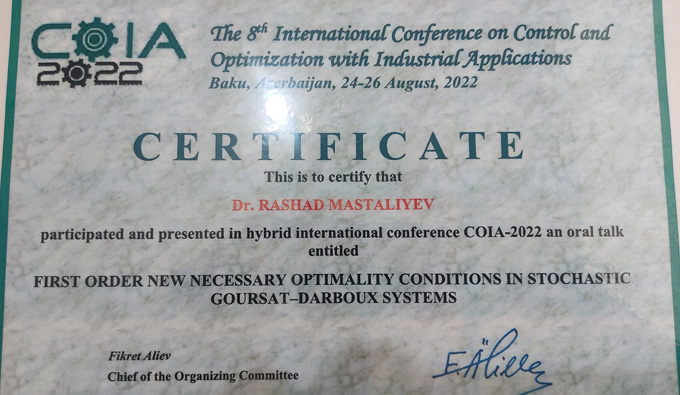 COIA
2022
The 8th International Conference on Control and
Optimization with Industrial Applications
Baku, Azerbaijan, 24-26 August, 2022
CERTIFICATE
This is to certify that
Dr. RASHAD MASTALIYEV
participated and presented in hybrid international conference COIA-2022 an oral talk
entitled
FIRST ORDER NEW NECESSARY OPTIMALITY CONDITIONS IN STOCHASTIC
GOURSAT–DARBOUX SYSTEMS
Fikret Aliev
Chief of the Organizing Committee